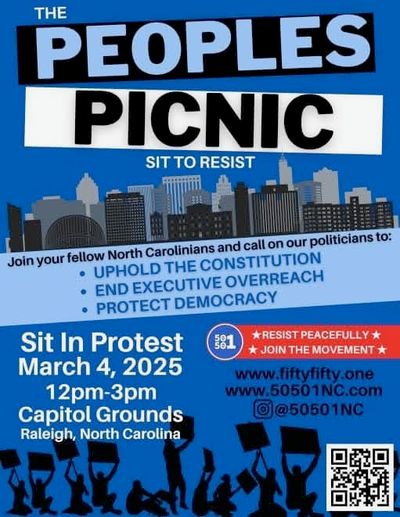 THE
PEOPLES
PICNIC
SIT TO RESIST
Join your fellow North Carolinians and call on our politicians to:
• UPHOLD THE CONSTITUTION
• END EXECUTIVE OVERREACH
• PROTECT DEMOCRACY
Sit In Protest
March 4, 2025
12pm-3pm
Capitol Grounds
Raleigh, North Carolina
50
50
1
★RESIST PEACEFULLY★
★ JOIN THE MOVEMENT ★
www.fiftyfifty.one
www.50501NC.com
@50501NC